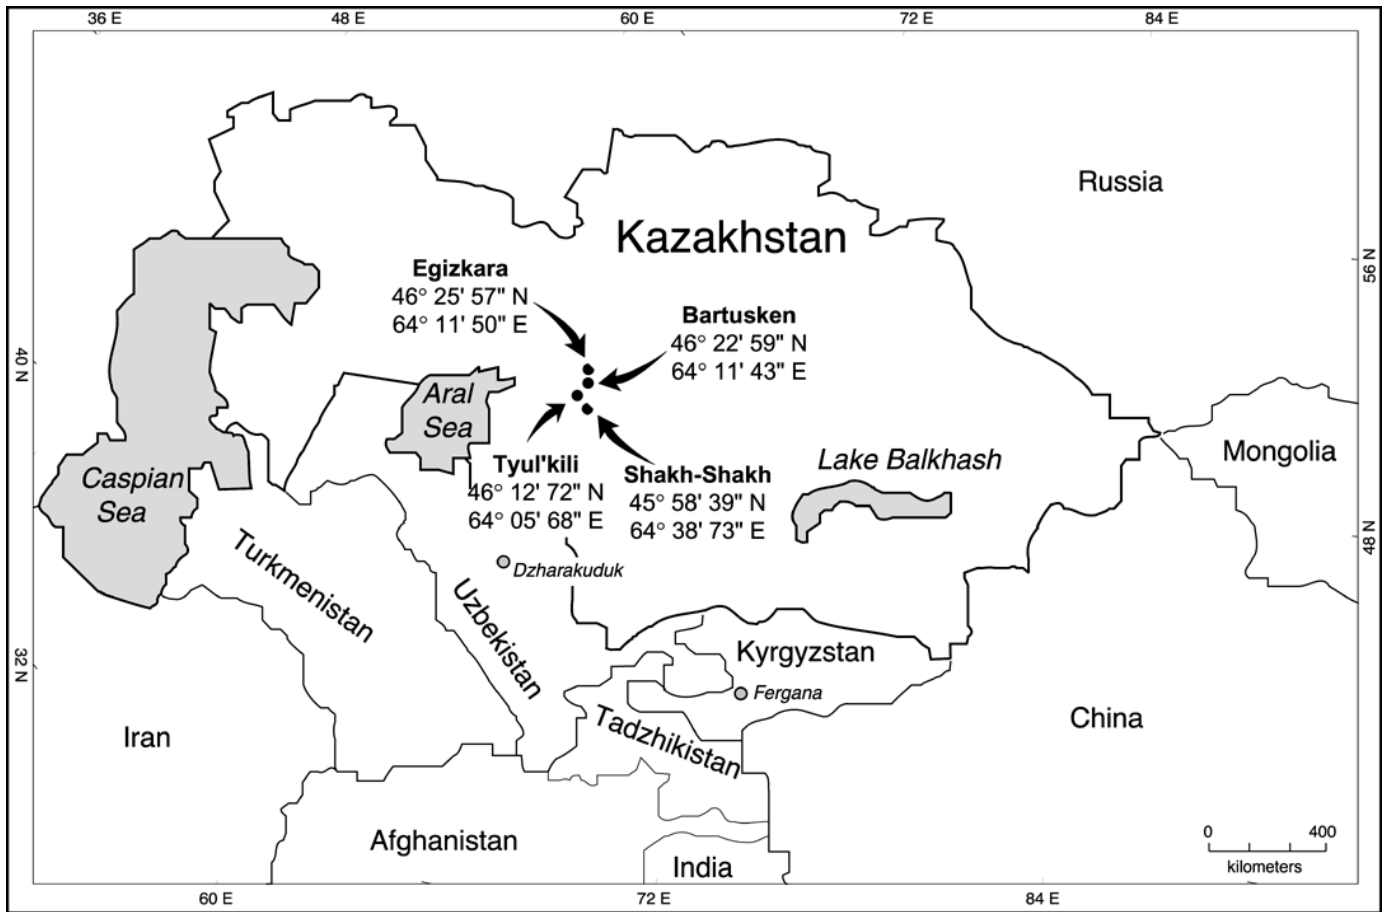 36 E
48 E
60 E
72 E
84 E
Russia
Kazakhstan
56 N
Egizkara
46° 25' 57" N
64° 11' 50" E
Bartusken
46° 22' 59" N
64° 11' 43" E
40 N
Aral
Sea
Mongolia
Lake Balkhash
Caspian
Sea
Tyul'kili
46° 12' 72" N
64° 05' 68" E
Shakh-Shakh
45° 58' 39" N
64° 38' 73" E
48 N
Turkmenistan
Dzharakuduk
Uzbekistan
Kyrgyzstan
32 N
Fergana
Iran
Tadzhikistan
China
Afghanistan
India
0
400
kilometers
60 E
72 E
84 E